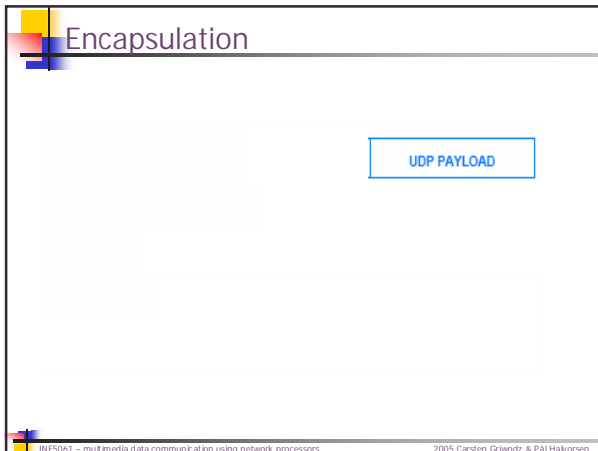 Encapsulation
UDP PAYLOAD
INF5061 – multimedia data communication using network processors
2005 Carsten Griwodz & Pål Halvorsen